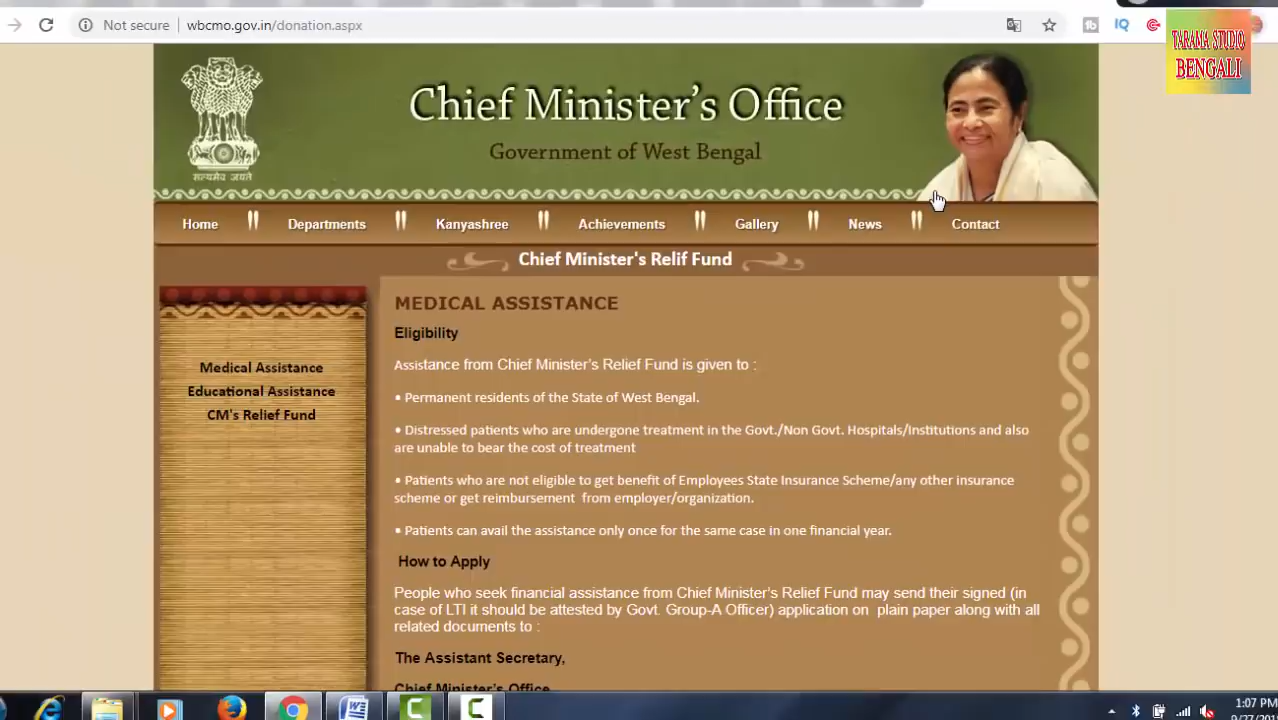 Not secure wbcmo.gov.in/donation.aspx
TARAMA STUDIO
BENGALI
Chief Minister's Office
Government of West Bengal
सत्यमेव जयते
Home Departments Kanyashree Achievements Gallery News Contact
Chief Minister's Relif Fund
Medical Assistance
Educational Assistance
CM's Relief Fund
MEDICAL ASSISTANCE
Eligibility
Assistance from Chief Minister's Relief Fund is given to :
• Permanent residents of the State of West Bengal.
• Distressed patients who are undergone treatment in the Govt./Non Govt. Hospitals/Institutions and also
are unable to bear the cost of treatment
• Patients who are not eligible to get benefit of Employees State Insurance Scheme/any other insurance
scheme or get reimbursement from employer/organization.
• Patients can avail the assistance only once for the same case in one financial year.
How to Apply
People who seek financial assistance from Chief Minister's Relief Fund may send their signed (in
case of LTI it should be attested by Govt. Group-A Officer) application on plain paper along with all
related documents to :
The Assistant Secretary,
Chief Minister's Office
1:07 PM